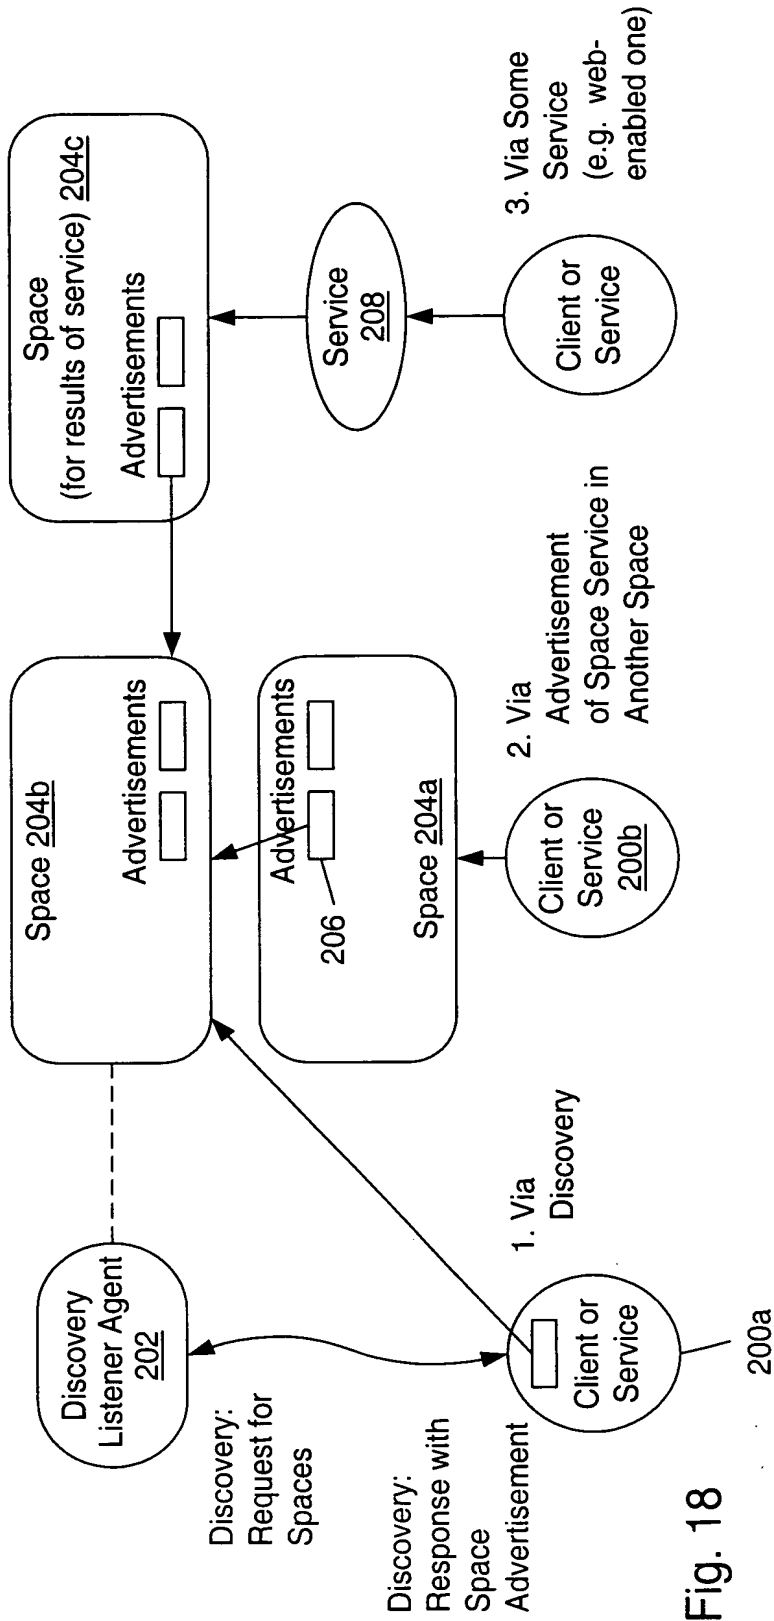 Discovery
Listener Agent
202
Discovery:
Request for
Spaces
Discovery:
Response with
Space
Advertisement
Client or
Service
200a
1. Via
Discovery
Space 204b
Advertisements
Advertisements
206
Space 204a
Client or
Service
200b
2. Via
Advertisement
of Space Service in
Another Space
Space
(for results of service) 204c
Advertisements
Service
208
Client or
Service
3. Via Some
Service
(e.g. web-
enabled one)
Fig. 18